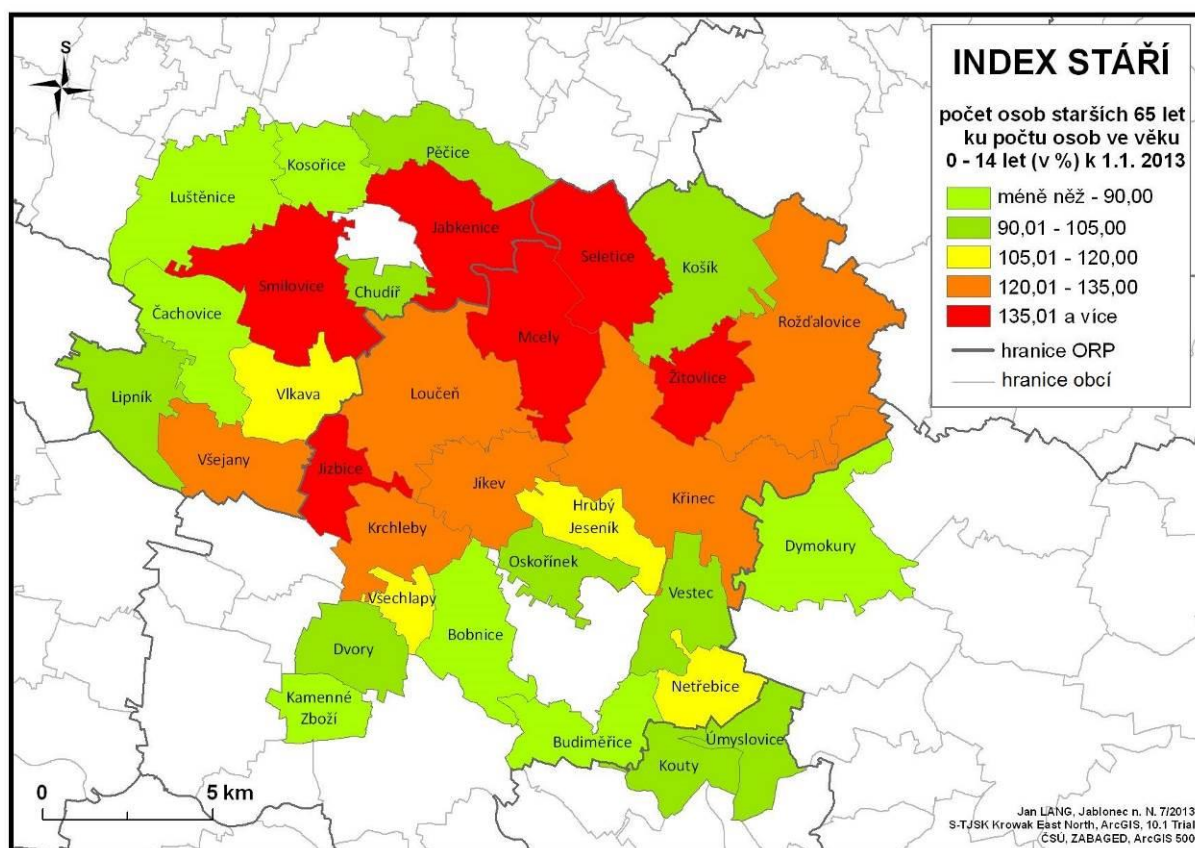 S
INDEX STÁŘÍ
počet osob starších 65 let
ku počtu osob ve věku
0 - 14 let (v %) k 1.1. 2013
méně něž - 90,00
90,01 - 105,00
105,01 - 120,00
120,01 - 135,00
135,01 a více
hranice ORP
hranice obcí
Pěčice
Kosořice
Luštěnice
Jabkenice
Seletice
Košík
Smilovice
Chudíř
Čachovice
Rožďalovice
Mcely
Žitovlice
Lipník
Vlkava
Loučeň
Všejany
Jizbice
Jíkev
Křinec
Hrubý
Jeseník
Krchleby
Dymokury
Oskořínek
Vestec
Všechlapy
Bobnice
Dvory
Netřebice
Kamenné
Zboží
Budiměřice
Úmyslovice
Kouty
0 5 km
Jan LANG, Jablonec n. N. 7/2013
S-TJSK Krowak East North, ArcGIS, 10.1 Trial
ČSÚ, ZABAGED, ArcGIS 500